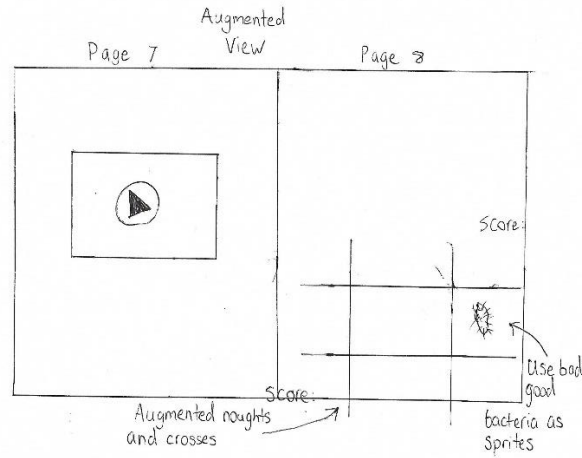 Augmented
View
Page 7
Page 8
Score:
Score:
Use bad
good
bacteria as
sprites
Augmented noughts
and crosses